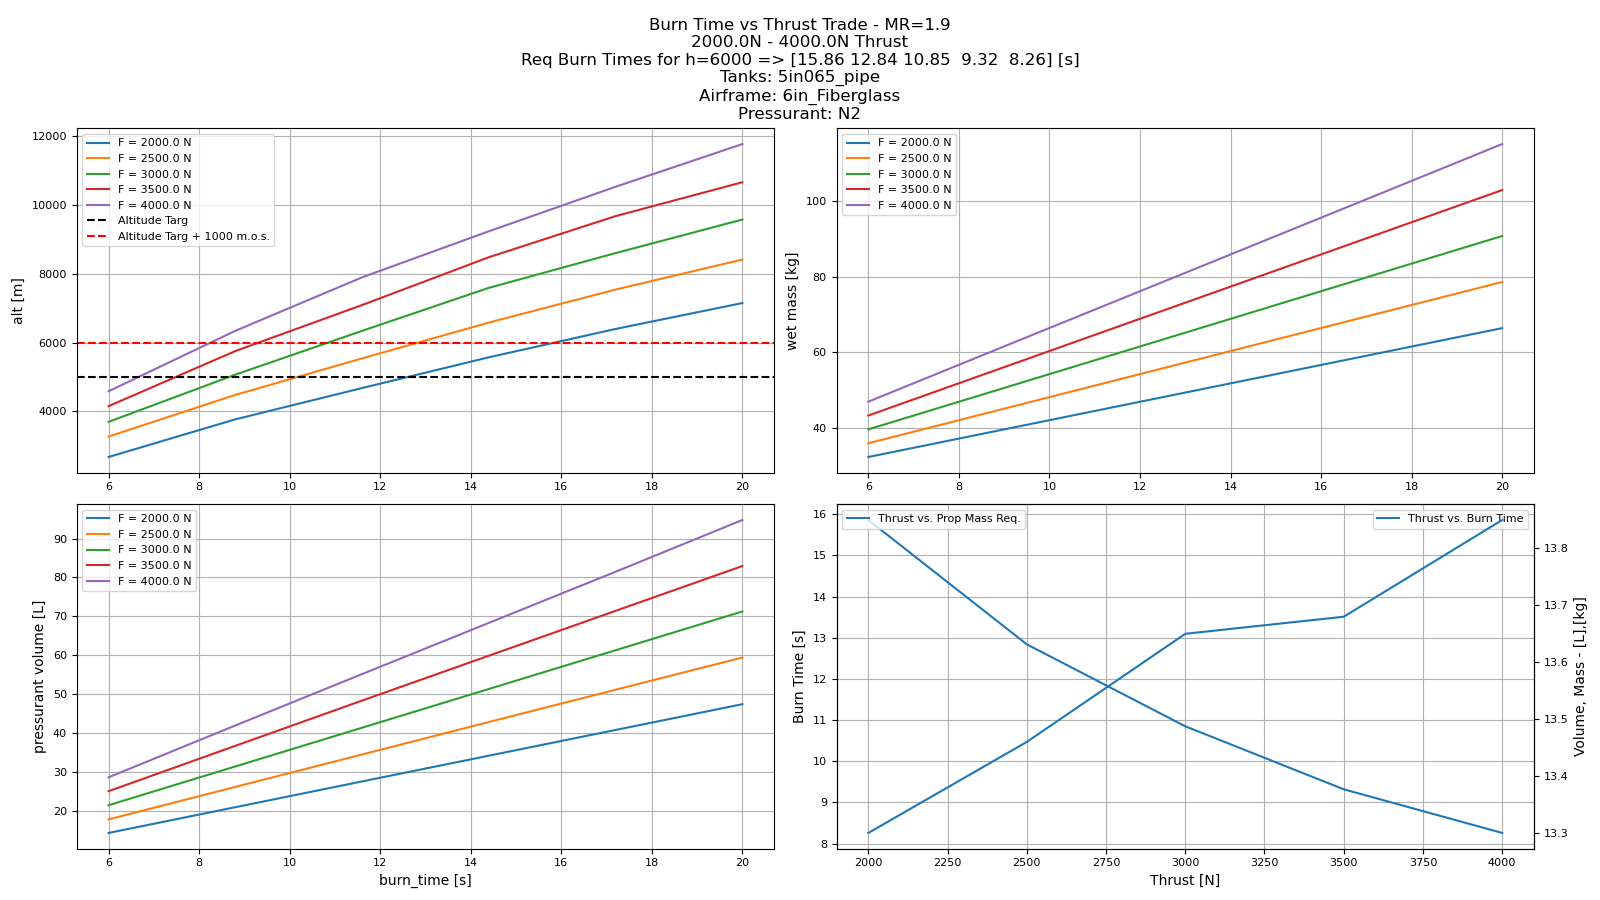 Burn Time vs Thrust Trade - MR=1.9
2000.0N - 4000.0N Thrust
Req Burn Times for h=6000 => [15.86 12.84 10.85  9.32  8.26] [s]
Tanks: 5in065_pipe
Airframe: 6in_Fiberglass
Pressurant: N2
alt [m]
12000
10000
8000
6000
4000
F = 2000.0 N
F = 2500.0 N
F = 3000.0 N
F = 3500.0 N
F = 4000.0 N
Altitude Targ
Altitude Targ + 1000 m.o.s.
6 8 10 12 14 16 18 20
wet mass [kg]
100
80
60
40
F = 2000.0 N
F = 2500.0 N
F = 3000.0 N
F = 3500.0 N
F = 4000.0 N
6 8 10 12 14 16 18 20
pressurant volume [L]
90
80
70
60
50
40
30
20
F = 2000.0 N
F = 2500.0 N
F = 3000.0 N
F = 3500.0 N
F = 4000.0 N
6 8 10 12 14 16 18 20
burn_time [s]
Burn Time [s]
16
15
14
13
12
11
10
9
8
Thrust vs. Prop Mass Req.
Thrust vs. Burn Time
13.8
13.7
13.6
13.5
13.4
13.3
Volume, Mass - [L],[kg]
2000 2250 2500 2750 3000 3250 3500 3750 4000
Thrust [N]